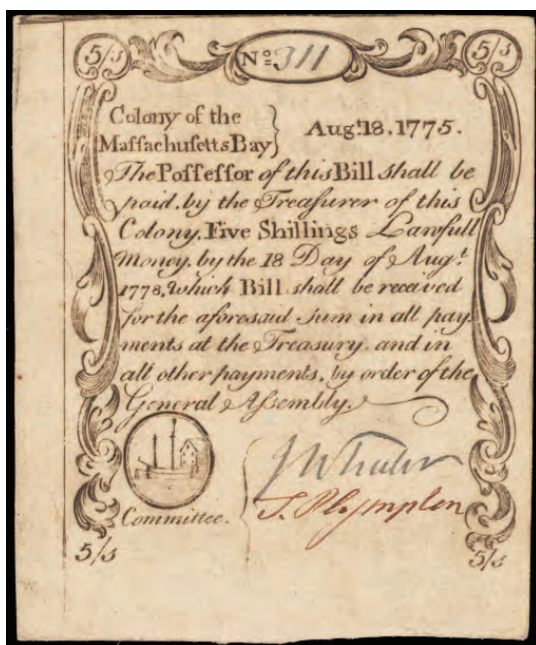 5/s Nº 311 5/s
Colony of the
Maſſachuſetts Bay } Augt. 18, 1775.
The Poſſeſſor of this Bill ſhall be
paid, by the Treaſurer of this
Colony, Five Shillings Lawfull
Money, by the 18 Day of Augt.
1778, which Bill ſhall be received
for the aforesaid Sum in all pay-
ments at the Treaſury, and in
all other payments, by order of the
General Aſſembly.
J Wheeler
Committee. S. Plympton
5/s 5/s